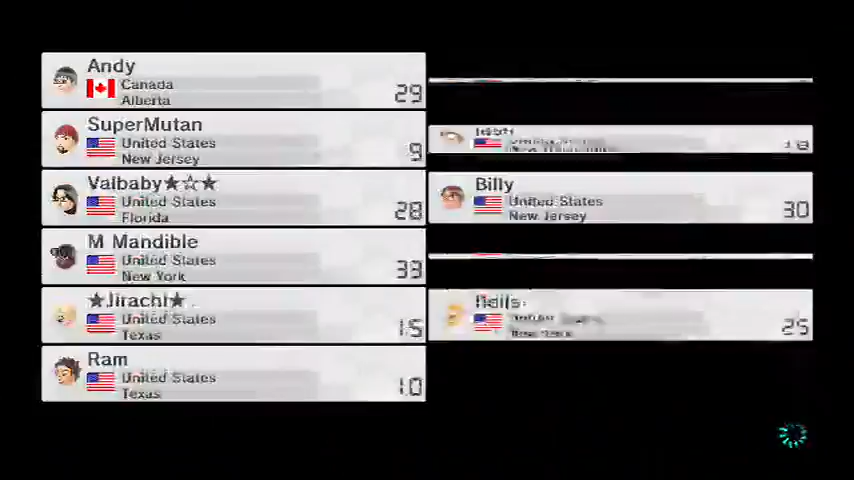 Andy
Canada
Alberta
29
SuperMutan
United States
New Jersey
9
Valbaby★☆★
United States
Florida
28
M Mandible
United States
New York
33
★Jirachi★
United States
Texas
15
Ram
United States
Texas
10
Billy
United States
New Jersey
30
25